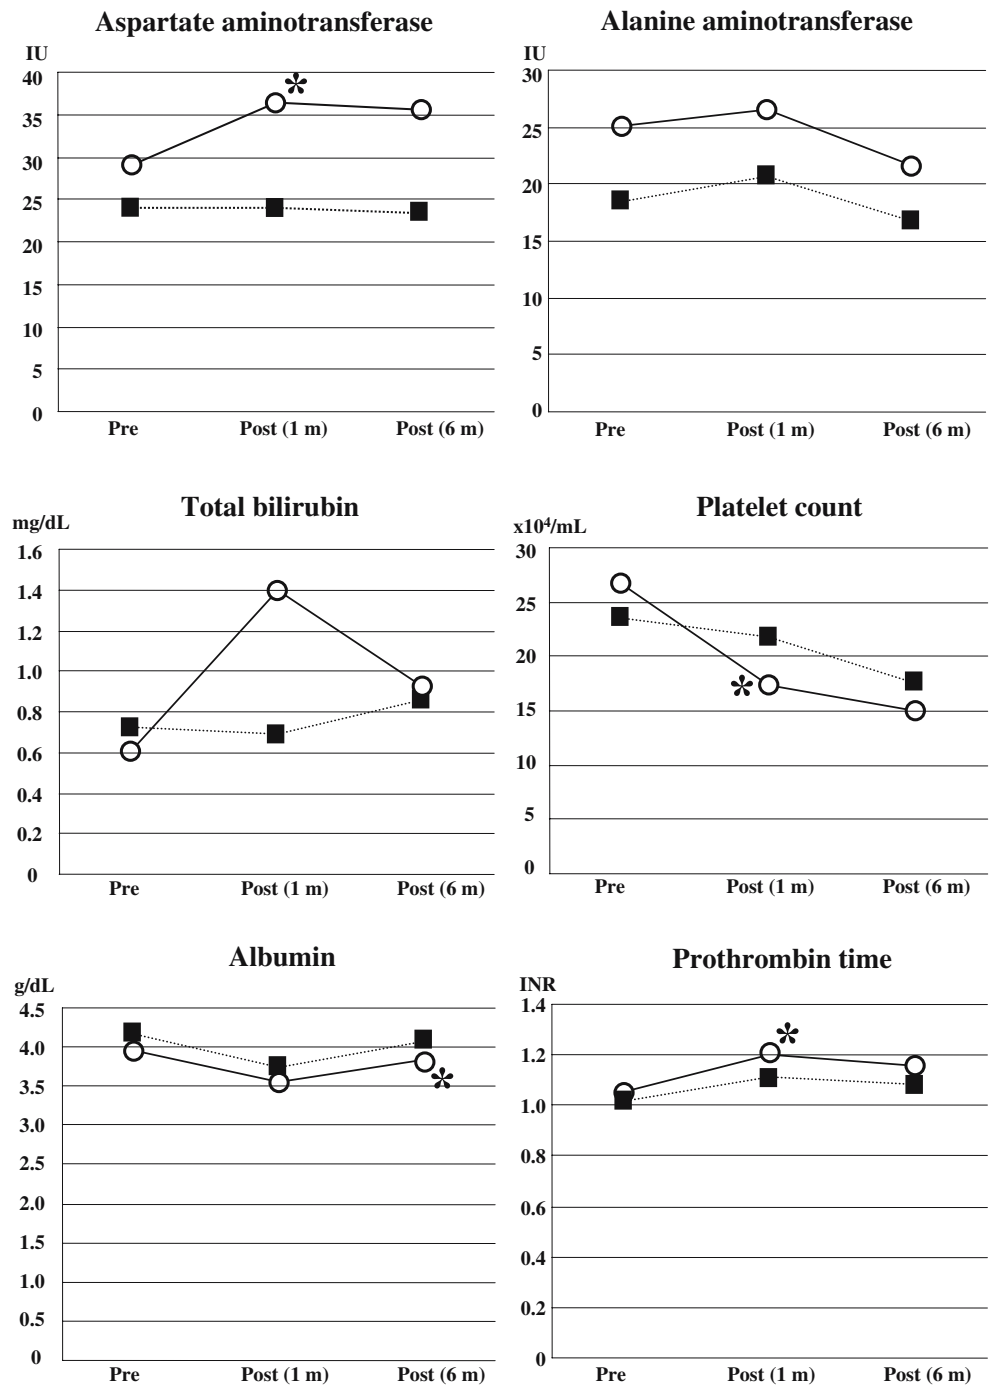 Aspartate aminotransferase
IU
40
35
30
25
20
15
10
5
0
Pre Post (1 m) Post (6 m)
Alanine aminotransferase
IU
30
25
20
15
10
5
0
Pre Post (1 m) Post (6 m)
Total bilirubin
mg/dL
1.6
1.4
1.2
1.0
0.8
0.6
0.4
0.2
0
Pre Post (1 m) Post (6 m)
Platelet count
x10⁴/mL
30
25
20
15
10
5
0
Pre Post (1 m) Post (6 m)
Albumin
g/dL
4.5
4.0
3.5
3.0
2.5
2.0
1.5
1.0
0.5
0
Pre Post (1 m) Post (6 m)
Prothrombin time
INR
1.4
1.2
1.0
0.8
0.6
0.4
0.2
0
Pre Post (1 m) Post (6 m)